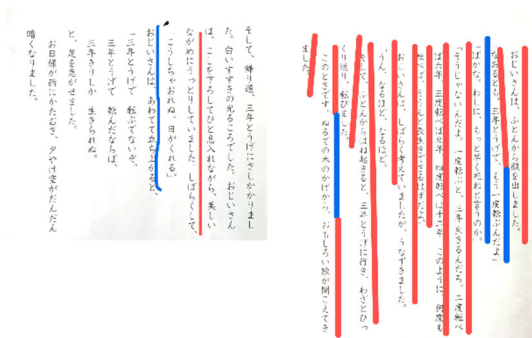 おじいさんは、ふとんから顔を出しました。
「なおるとも。三年とうげで、もう一度転ぶんだよ。」
「ばかな。わしに、もっと早く死ねと言うのか。」
「そうじゃないんだよ。一度転ぶと、三年生きるんだろ。二度転べ
ば六年、三度転べば九年、四度転べば十二年。このように、何度も
転べば、ううんと長生きできるはずだよ。」
おじいさんは、しばらく考えていましたが、うなずきました。
「うん、なるほど、なるほど。」
そして、ふとんからはね起きると、三年とうげに行き、わざとひっ
くり返り、転びました。
このときです。ぬるでの木のかげから、おもしろい歌が聞こえてき
ました。
そして、帰り道、三年とうげにさしかかりまし
た。白いすすきの光るころでした。おじいさん
は、ここを下ろしてひと息入れながら、美しい
ながめにうっとりしていました。しばらくして、
「こうしちゃおれぬ。日がくれる。」
おじいさんは、あわてて立ち上がると、
「三年とうげで　転ぶでないぞ。
三年とうげで　転んだならば、
三年きりしか　生きられぬ。」
と、足を急がせました。
お日様が西にかたむき、夕やけ空がだんだん
暗くなりました。